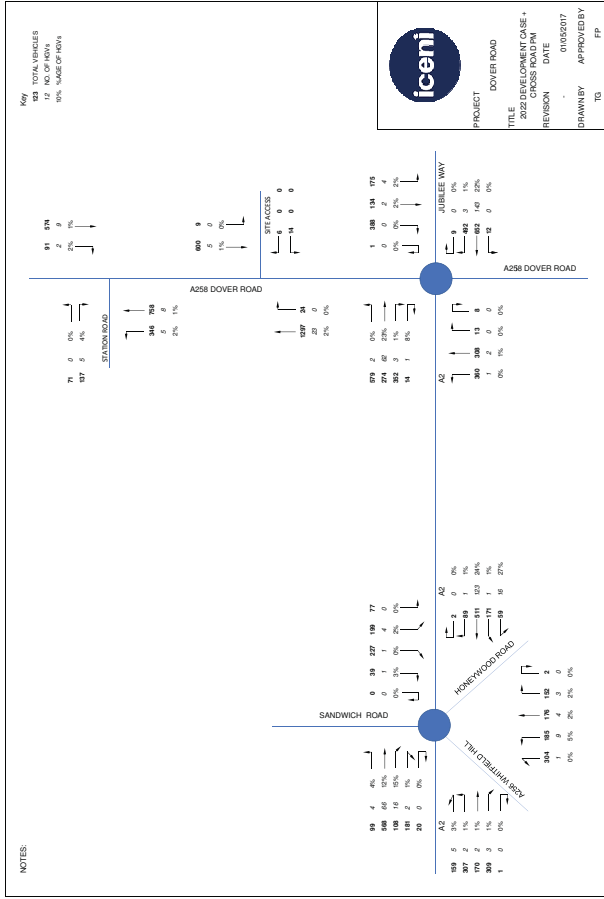 NOTES:
Key
123 TOTAL VEHICLES
12 NO. OF HGVs
10% %AGE OF HGVs
iceni
PROJECT
DOVER ROAD
TITLE
2022 DEVELOPMENT CASE +
CROSS ROAD PM
REVISION DATE
- 01/05/2017
DRAWN BY APPROVED BY
TG FP
91 574
2 9
2% 1%
71 0 0%
137 5 4%
STATION ROAD
346 758
5 8
2% 1%
600 9
5 0
1% 0%
SITE ACCESS
6 0 0
14 0 0
A258 DOVER ROAD
1297 24
23 0
2% 0%
1 388 134 175
0 0 2 4
0% 0% 2% 2%
JUBILEE WAY
9 0 0%
492 3 1%
652 143 22%
12 0 0%
579 2 0%
274 62 23%
352 3 1%
14 1 8%
A2
360 308 13 8
1 2 0 0
0% 1% 0% 0%
A258 DOVER ROAD
0 39 227 199 77
0 1 1 4 0
0% 3% 0% 2% 0%
A2
2 0 0%
89 1 1%
511 123 24%
171 1 1%
59 16 27%
SANDWICH ROAD
HONEYWOOD ROAD
99 4 4%
568 66 12%
108 16 15%
181 2 1%
20 0 0%
A2
A256 WHITFIELD HILL
159 5 3%
307 2 1%
170 2 1%
309 3 1%
1 0 0%
304 185 176 152 2
1 9 4 3 0
0% 5% 2% 2% 0%